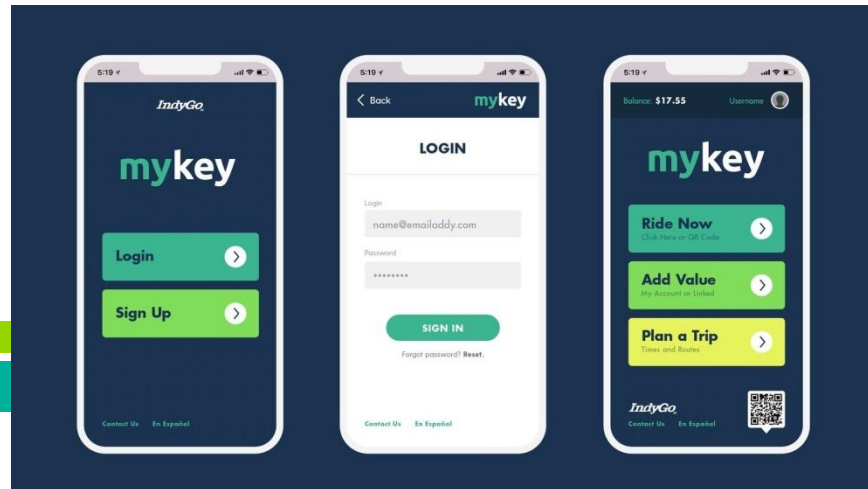 5:19
IndyGo
mykey
Login
Sign Up
Contact Us En Español
5:19
Back mykey
LOGIN
Login
name@emailaddy.com
Password
********
SIGN IN
Forgot password? Reset.
Contact Us En Español
5:19
Balance: $17.55 Username
mykey
Ride Now
Click Here or QR Code
Add Value
My Account or Linked
Plan a Trip
Times and Routes
IndyGo
Contact Us En Español